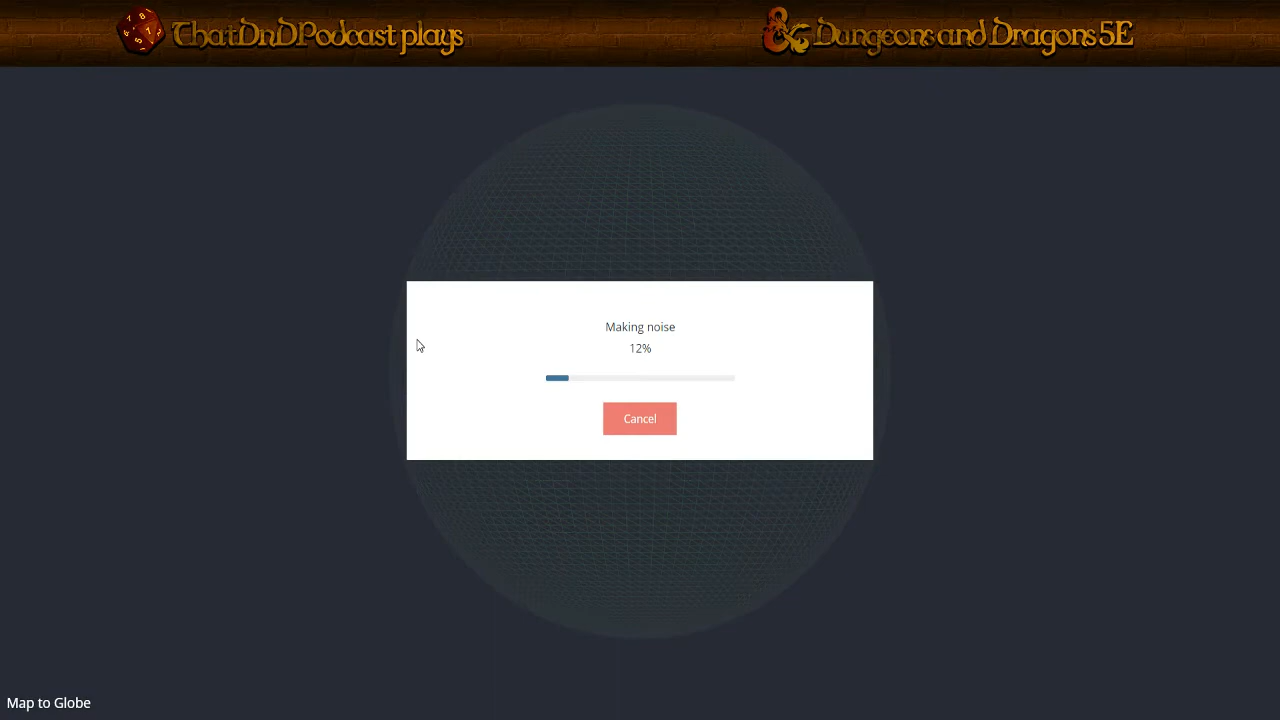 ThatDnDPodcast plays
Dungeons and Dragons 5E
Making noise
12%
Cancel
Map to Globe